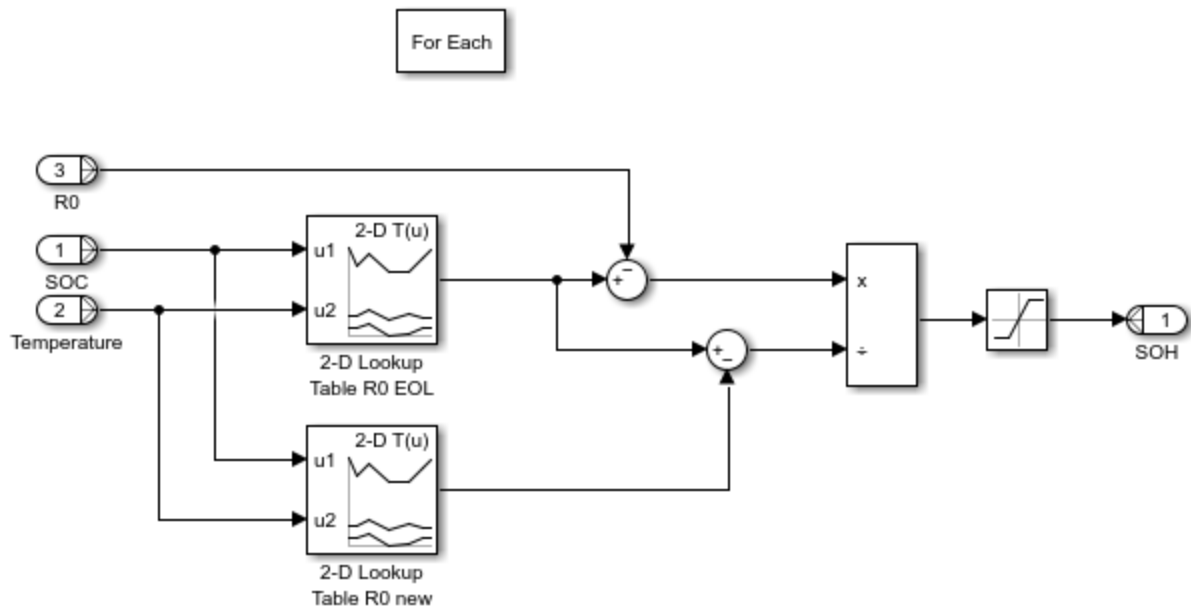 For Each
3
R0
1
SOC
2
Temperature
2-D T(u)
u1
u2
2-D Lookup
Table R0 EOL
2-D T(u)
u1
u2
2-D Lookup
Table R0 new
+
−
+
−
x
÷
1
SOH